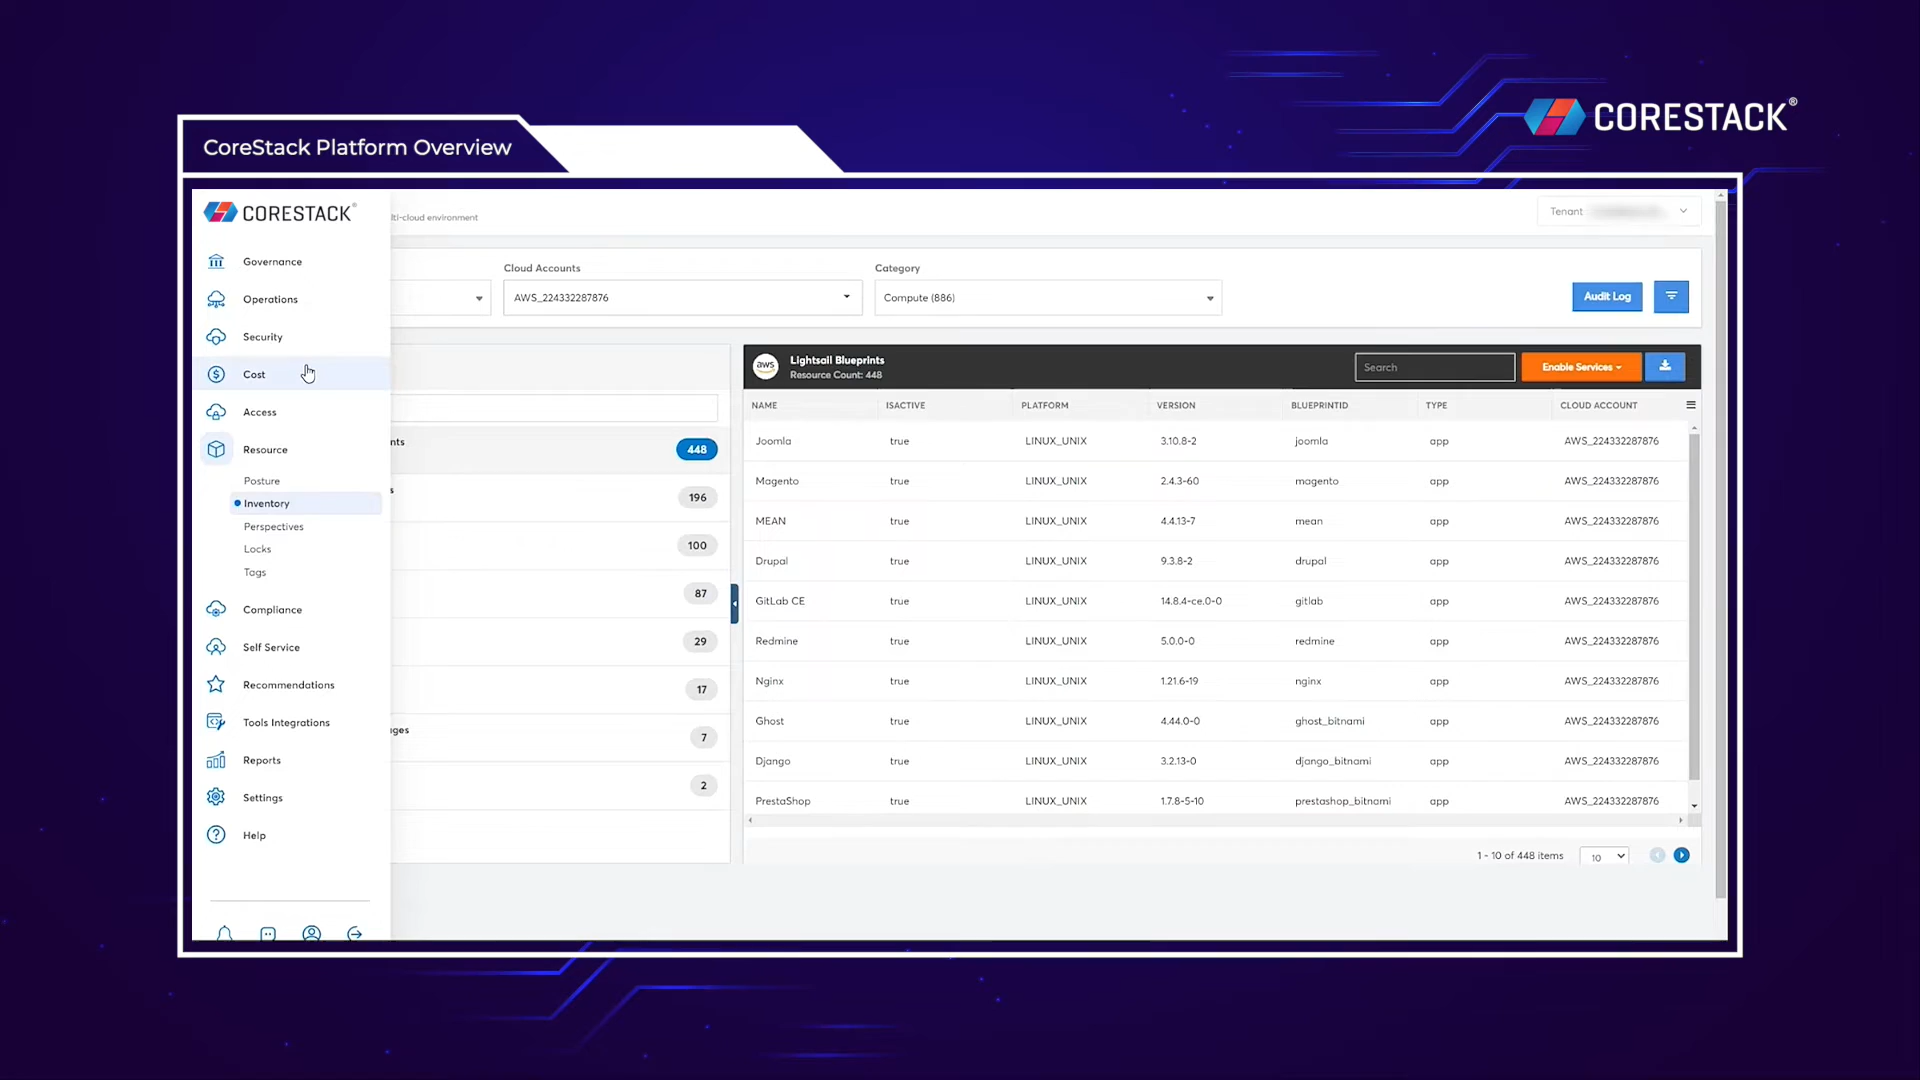 CoreStack Platform Overview
CORESTACK®
CORESTACK®
lti-cloud environment
Tenant
Governance
Operations
Security
Cost
Access
Resource
Posture
Inventory
Perspectives
Locks
Tags
Compliance
Self Service
Recommendations
Tools Integrations
Reports
Settings
Help
Cloud Accounts
AWS_224332287876
Category
Compute (886)
Audit Log
nts
448
s
196
100
87
29
17
ges
7
2
aws
Lightsail Blueprints
Resource Count: 448
Search
Enable Services
NAME ISACTIVE PLATFORM VERSION BLUEPRINTID TYPE CLOUD ACCOUNT
Joomla true LINUX_UNIX 3.10.8-2 joomla app AWS_224332287876
Magento true LINUX_UNIX 2.4.3-60 magento app AWS_224332287876
MEAN true LINUX_UNIX 4.4.13-7 mean app AWS_224332287876
Drupal true LINUX_UNIX 9.3.8-2 drupal app AWS_224332287876
GitLab CE true LINUX_UNIX 14.8.4-ce.0-0 gitlab app AWS_224332287876
Redmine true LINUX_UNIX 5.0.0-0 redmine app AWS_224332287876
Nginx true LINUX_UNIX 1.21.6-19 nginx app AWS_224332287876
Ghost true LINUX_UNIX 4.44.0-0 ghost_bitnami app AWS_224332287876
Django true LINUX_UNIX 3.2.13-0 django_bitnami app AWS_224332287876
PrestaShop true LINUX_UNIX 1.7.8-5-10 prestashop_bitnami app AWS_224332287876
1 - 10 of 448 items
10